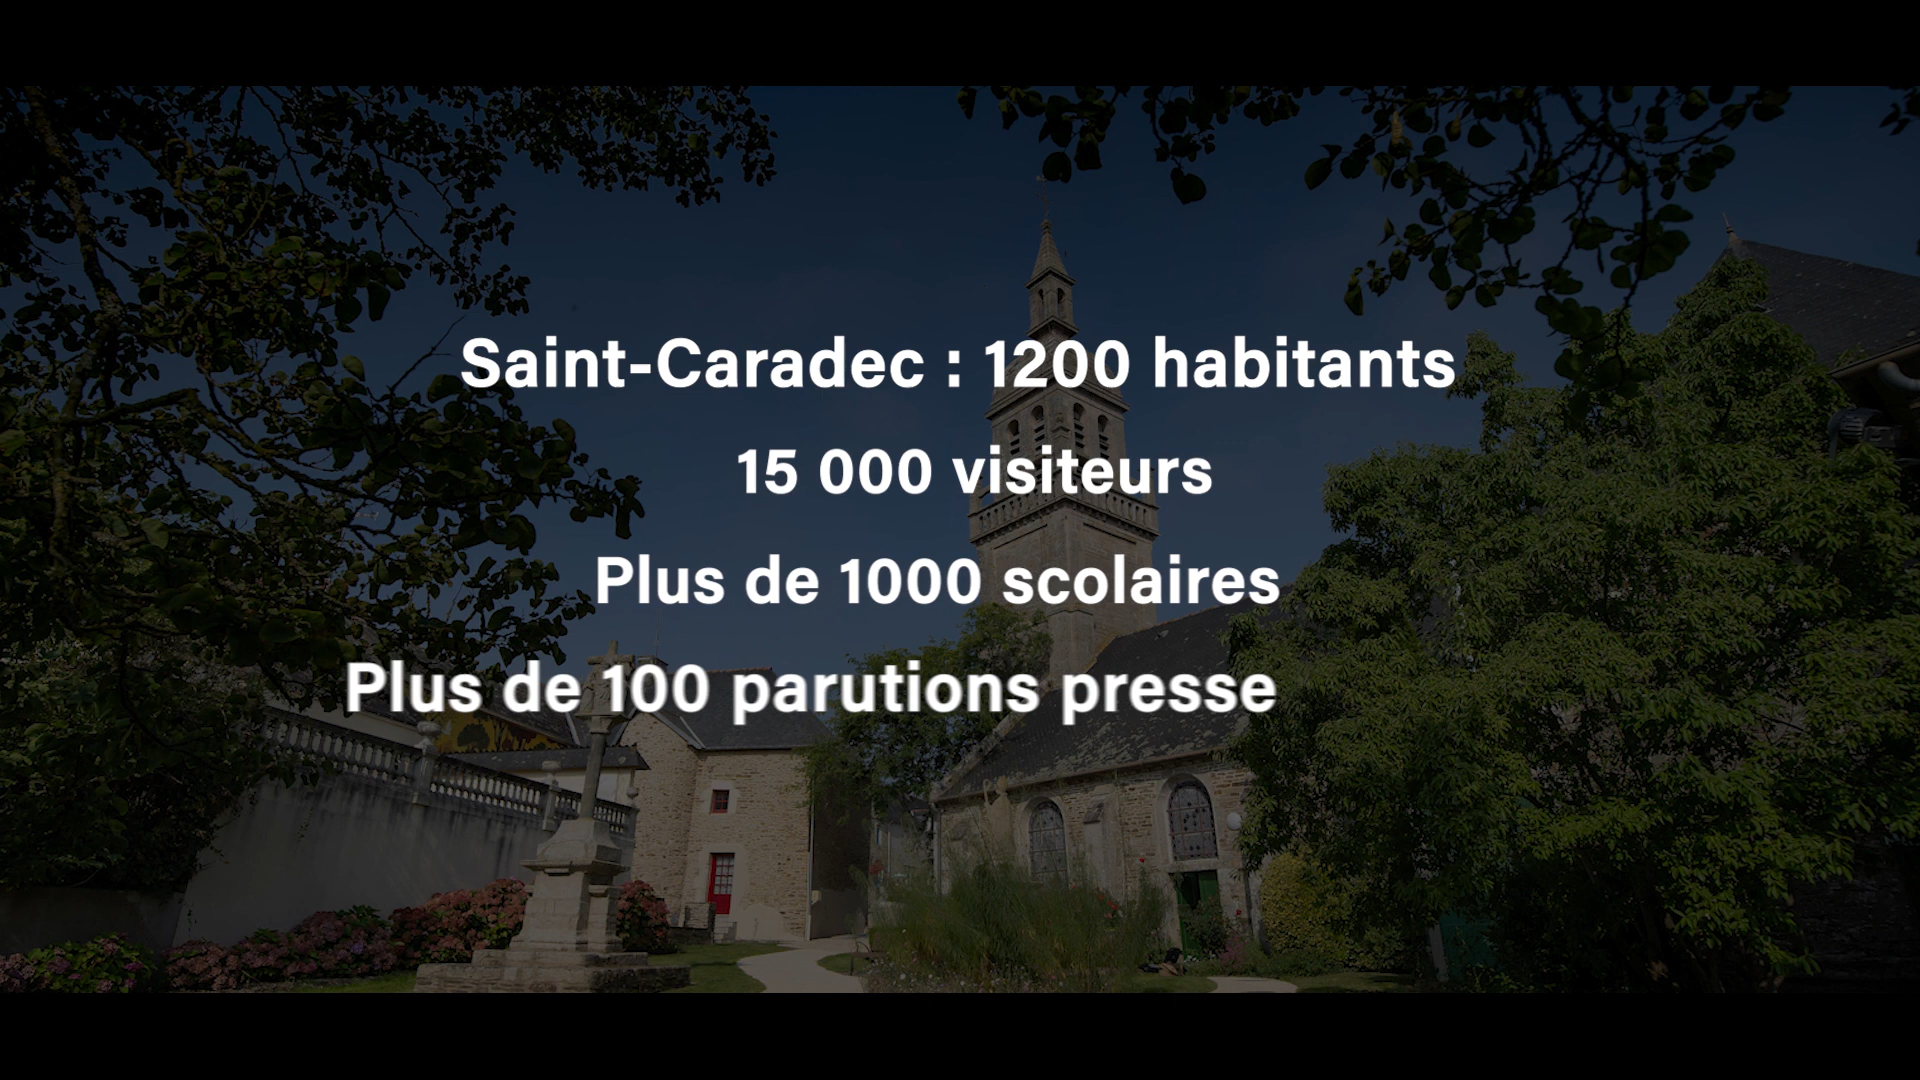 Saint-Caradec : 1200 habitants
15 000 visiteurs
Plus de 1000 scolaires
Plus de 100 parutions presse